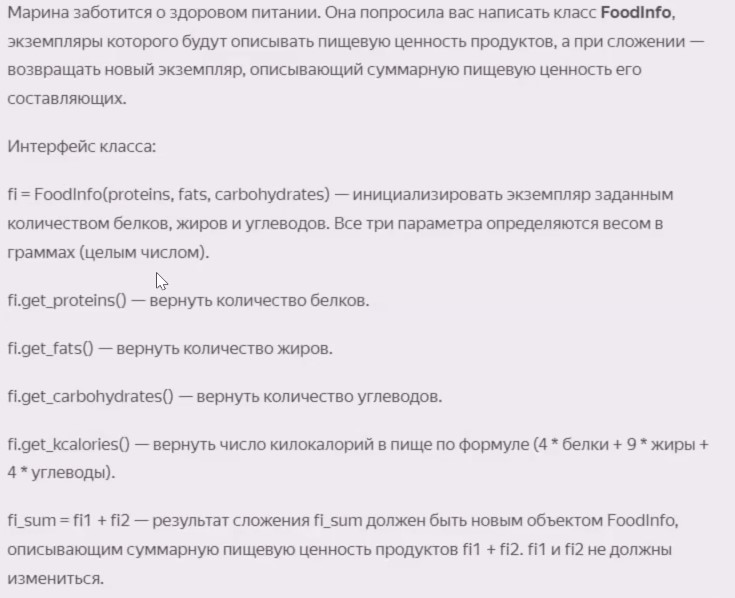 Марина заботится о здоровом питании. Она попросила вас написать класс FoodInfo,
экземпляры которого будут описывать пищевую ценность продуктов, а при сложении —
возвращать новый экземпляр, описывающий суммарную пищевую ценность его
составляющих.
Интерфейс класса:
fi = FoodInfo(proteins, fats, carbohydrates) — инициализировать экземпляр заданным
количеством белков, жиров и углеводов. Все три параметра определяются весом в
граммах (целым числом).
fi.get_proteins() — вернуть количество белков.
fi.get_fats() — вернуть количество жиров.
fi.get_carbohydrates() — вернуть количество углеводов.
fi.get_kcalories() — вернуть число килокалорий в пище по формуле (4 * белки + 9 * жиры +
4 * углеводы).
fi_sum = fi1 + fi2 — результат сложения fi_sum должен быть новым объектом FoodInfo,
описывающим суммарную пищевую ценность продуктов fi1 + fi2. fi1 и fi2 не должны
измениться.